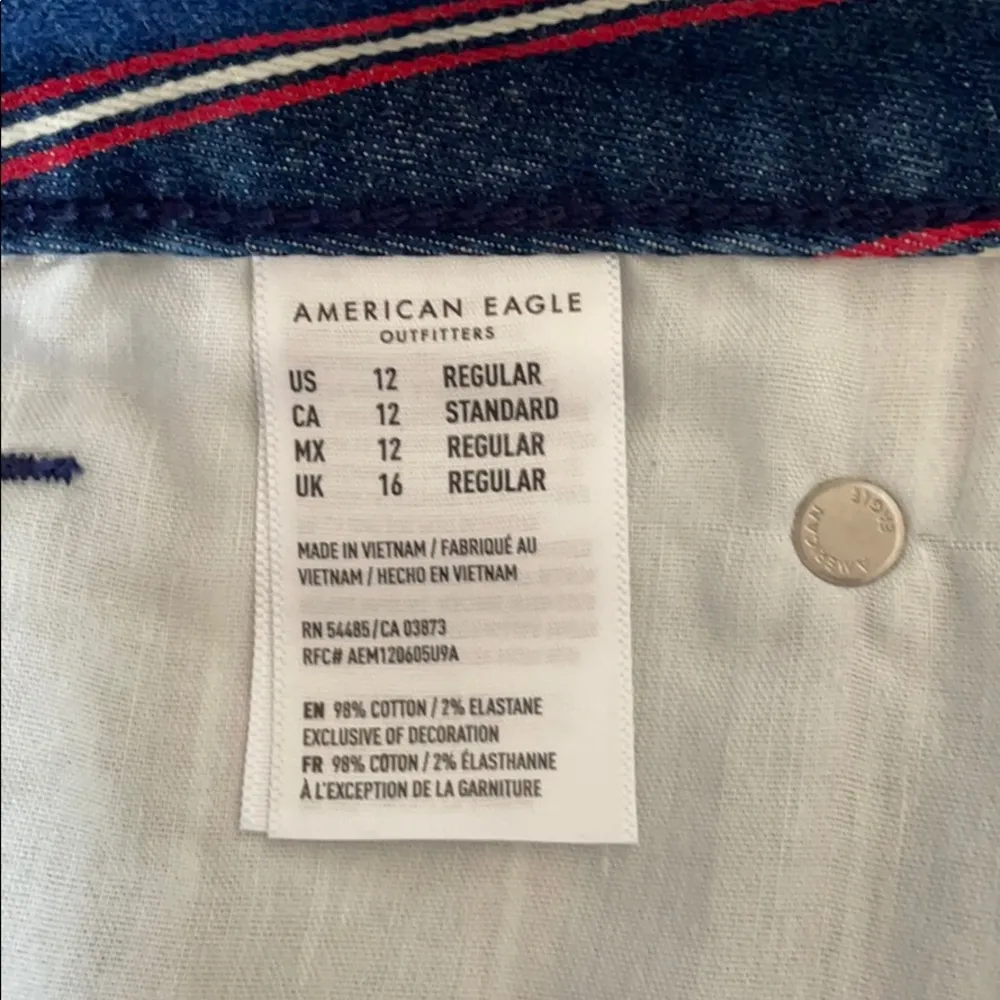 AMERICAN EAGLE
OUTFITTERS
US 12 REGULAR
CA 12 STANDARD
MX 12 REGULAR
UK 16 REGULAR
MADE IN VIETNAM / FABRIQUÉ AU
VIETNAM / HECHO EN VIETNAM
RN 54485/CA 03873
RFC# AEM120605U9A
EN 98% COTTON / 2% ELASTANE
EXCLUSIVE OF DECORATION
FR 98% COTON / 2% ÉLASTHANNE
À L'EXCEPTION DE LA GARNITURE
AMERICAN EAGLE